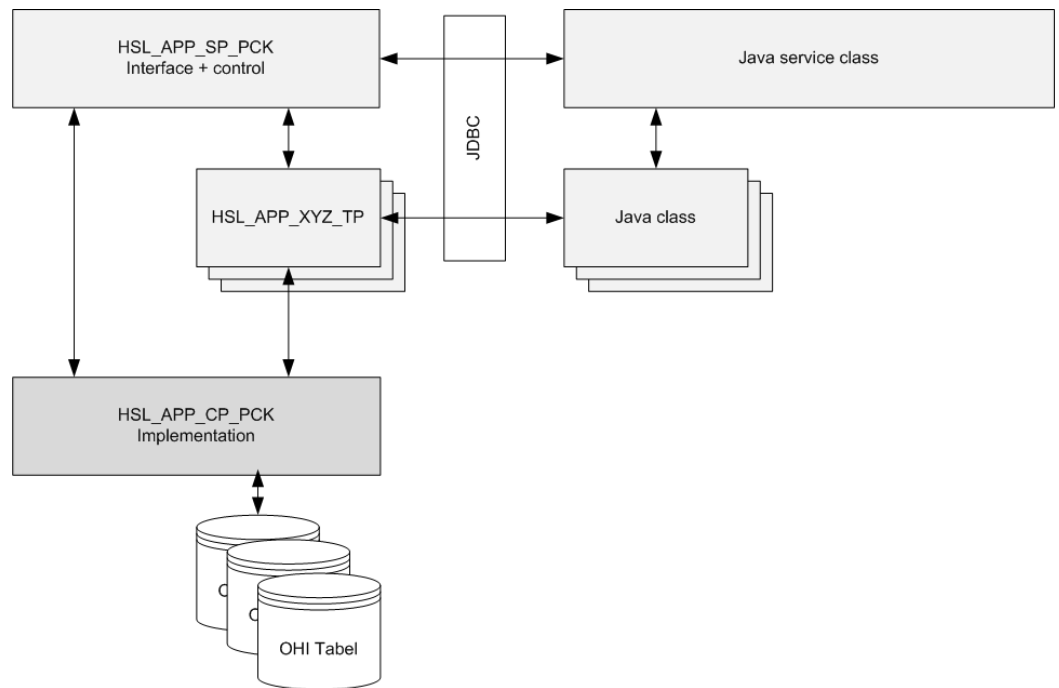 HSL_APP_SP_PCK
Interface + control
JDBC
Java service class
HSL_APP_XYZ_TP
Java class
HSL_APP_CP_PCK
Implementation
O
O
OHI Tabel